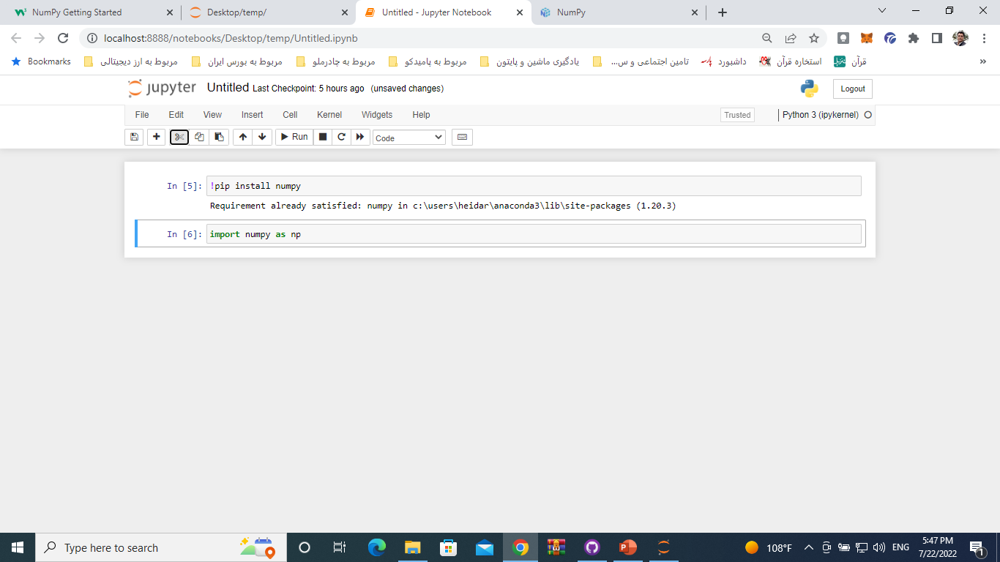 NumPy Getting Started
Desktop/temp/
Untitled - Jupyter Notebook
NumPy
localhost:8888/notebooks/Desktop/temp/Untitled.ipynb
Bookmarks
مربوط به ارز دیجیتالی
مربوط به بورس ایران
مربوط به چادرملو
مربوط به پامیدکو
یادگیری ماشین و پایتون
تامین اجتماعی و س...
داشبورد
استخاره قرآن
قرآن
»
jupyter Untitled Last Checkpoint: 5 hours ago (unsaved changes)
Logout
File Edit View Insert Cell Kernel Widgets Help
Trusted
Python 3 (ipykernel)
Run
Code
In [5]: !pip install numpy
Requirement already satisfied: numpy in c:\users\heidar\anaconda3\lib\site-packages (1.20.3)
In [6]: import numpy as np
Type here to search
108°F
ENG
5:47 PM
7/22/2022
1